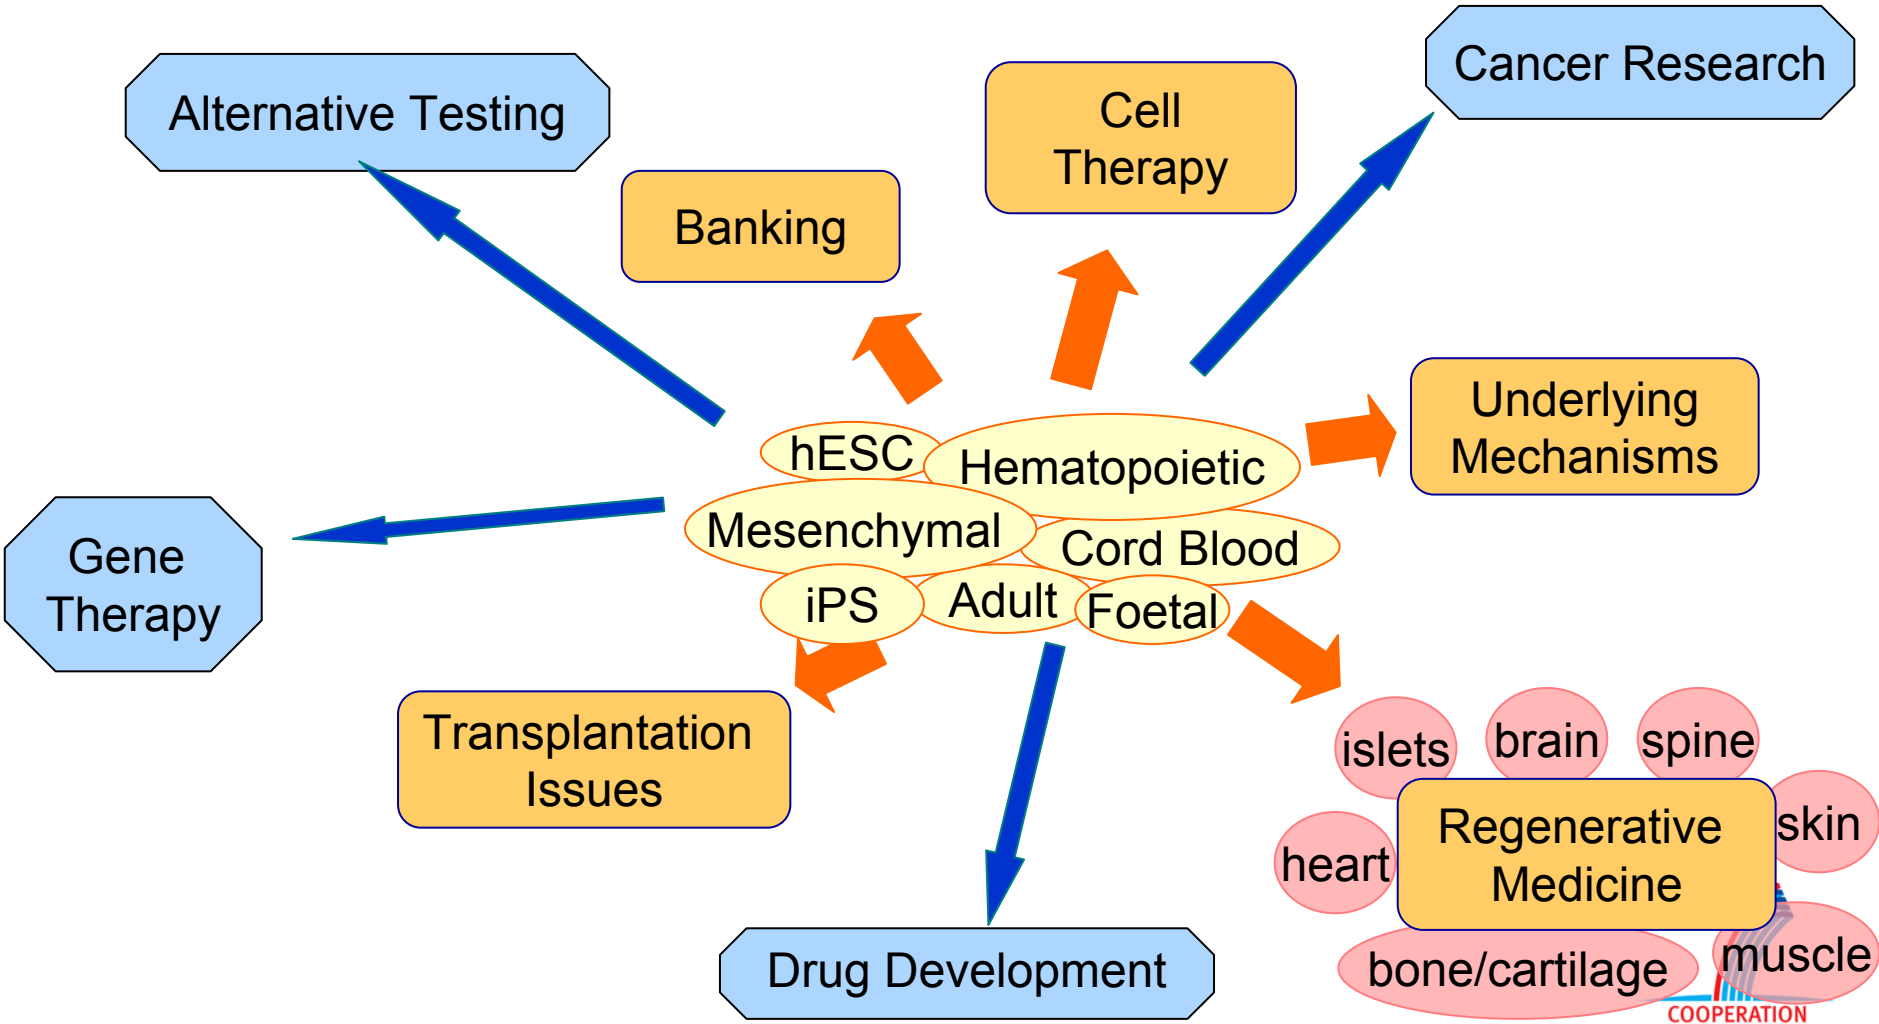 Cancer Research
Alternative Testing
Cell
Therapy
Banking
Underlying
Mechanisms
hESC
Hematopoietic
Mesenchymal
Cord Blood
Gene
Therapy
iPS
Adult
Foetal
Transplantation
Issues
islets
brain
spine
skin
Regenerative
Medicine
heart
muscle
bone/cartilage
Drug Development
COOPERATION